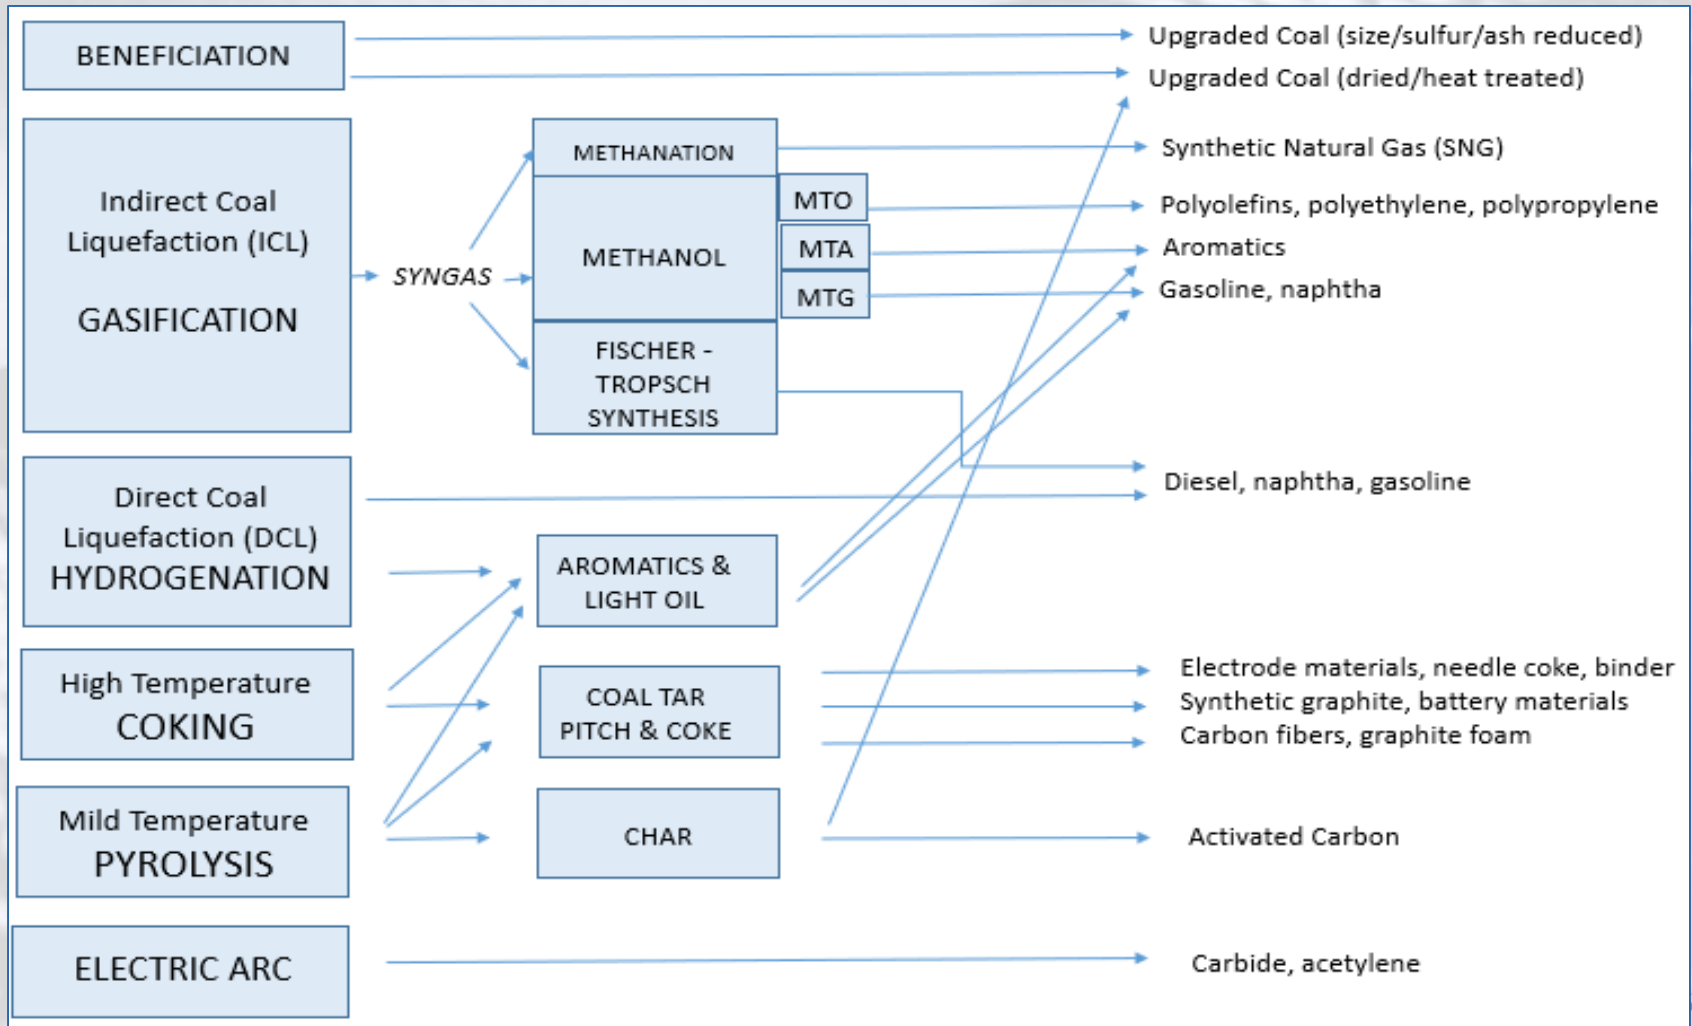 BENEFICIATION
Upgraded Coal (size/sulfur/ash reduced)
Upgraded Coal (dried/heat treated)
Indirect Coal
Liquefaction (ICL)
GASIFICATION
SYNGAS
METHANATION
METHANOL
MTO
MTA
MTG
FISCHER -
TROPSCH
SYNTHESIS
Synthetic Natural Gas (SNG)
Polyolefins, polyethylene, polypropylene
Aromatics
Gasoline, naphtha
Direct Coal
Liquefaction (DCL)
HYDROGENATION
Diesel, naphtha, gasoline
AROMATICS &
LIGHT OIL
High Temperature
COKING
COAL TAR
PITCH & COKE
Electrode materials, needle coke, binder
Synthetic graphite, battery materials
Carbon fibers, graphite foam
Mild Temperature
PYROLYSIS
CHAR
Activated Carbon
ELECTRIC ARC
Carbide, acetylene